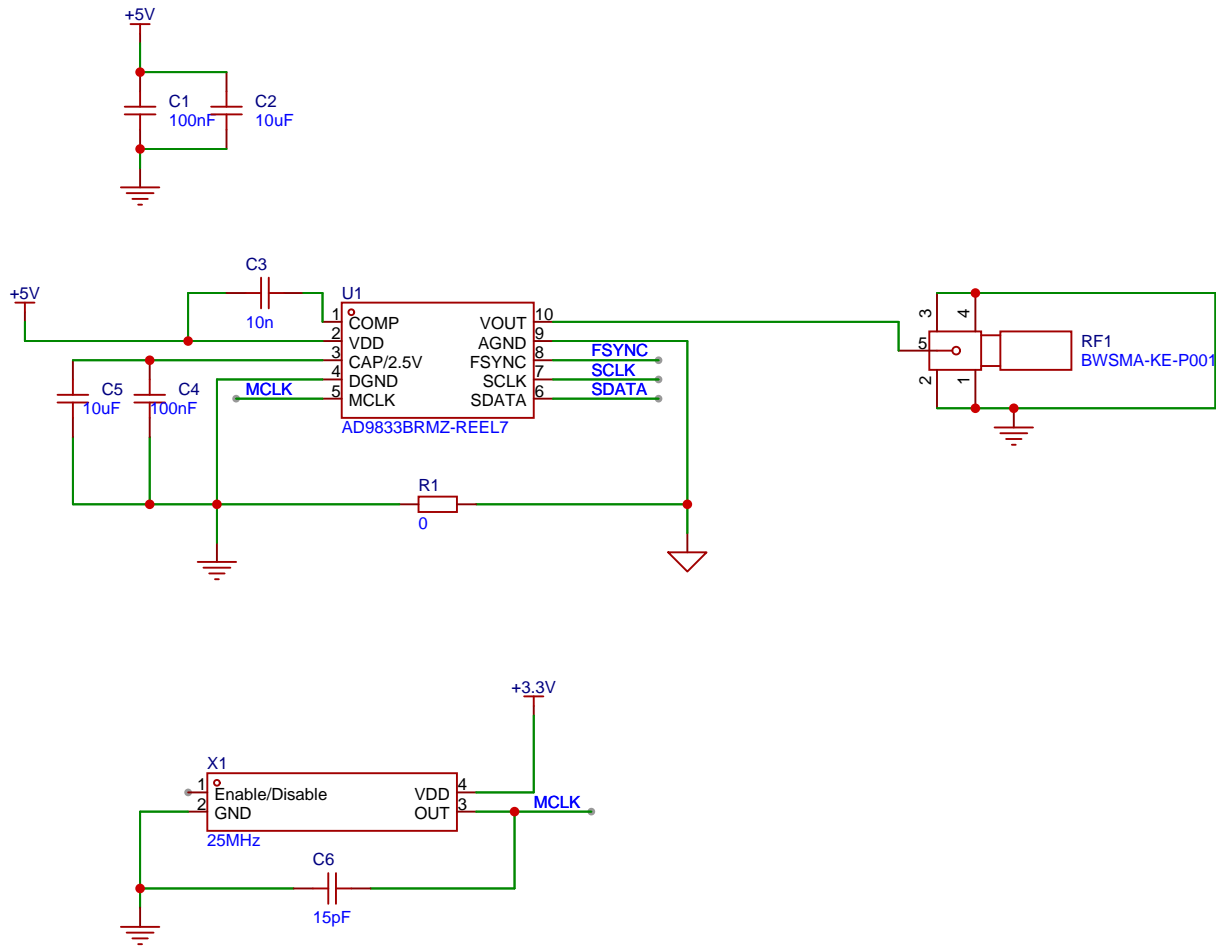 +5V
C1
100nF
C2
10uF
+5V
C3
10n
U1
1
COMP
2
VDD
3
CAP/2.5V
4
DGND
5
MCLK
10
VOUT
9
AGND
8
FSYNC
7
SCLK
6
SDATA
AD9833BRMZ-REEL7
MCLK
FSYNC
SCLK
SDATA
C5
10uF
C4
100nF
R1
0
3
4
5
2
1
RF1
BWSMA-KE-P001
+3.3V
X1
1
Enable/Disable
2
GND
4
VDD
3
OUT
25MHz
MCLK
C6
15pF